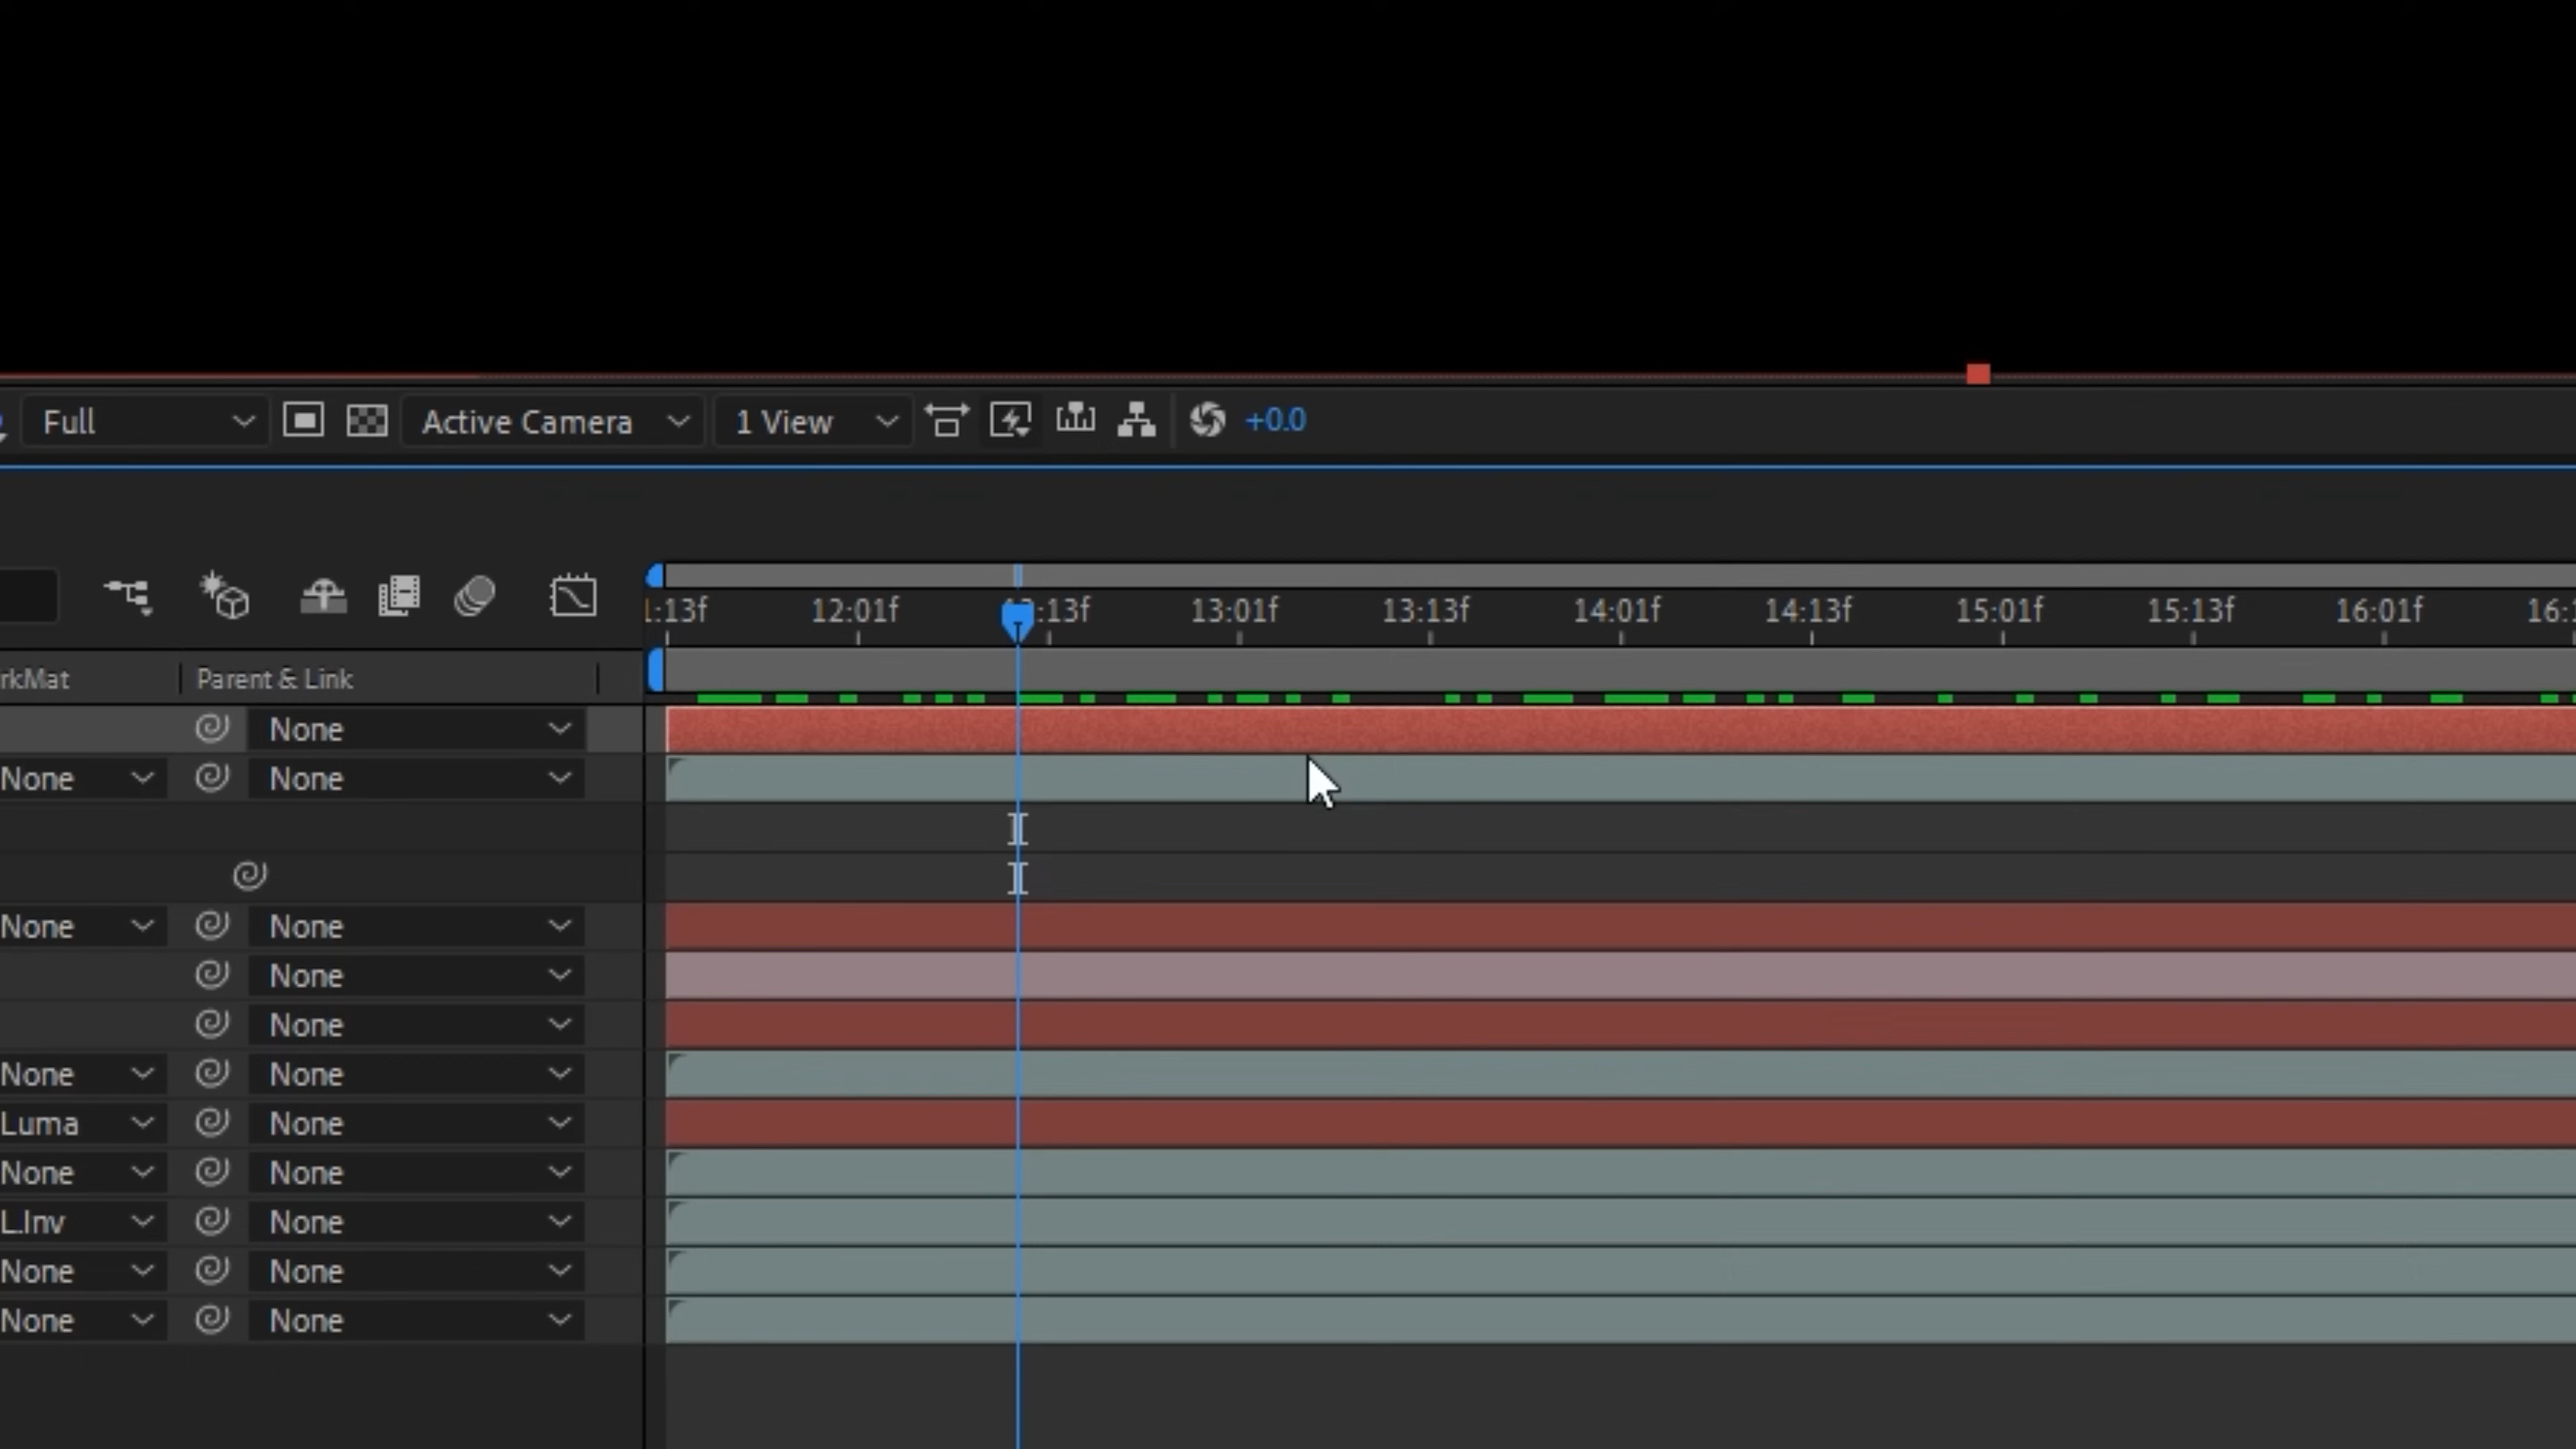 Full Active Camera 1 View +0.0
1:13f 12:01f :13f 13:01f 13:13f 14:01f 14:13f 15:01f 15:13f 16:01f 16:
rkMat Parent & Link
None
None None
None None
None
None
None None
Luma None
None None
L.Inv None
None None
None None